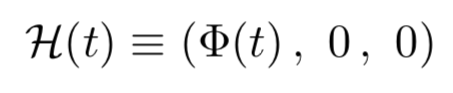 ℋ(t) ≡ (Φ(t) , 0 , 0)